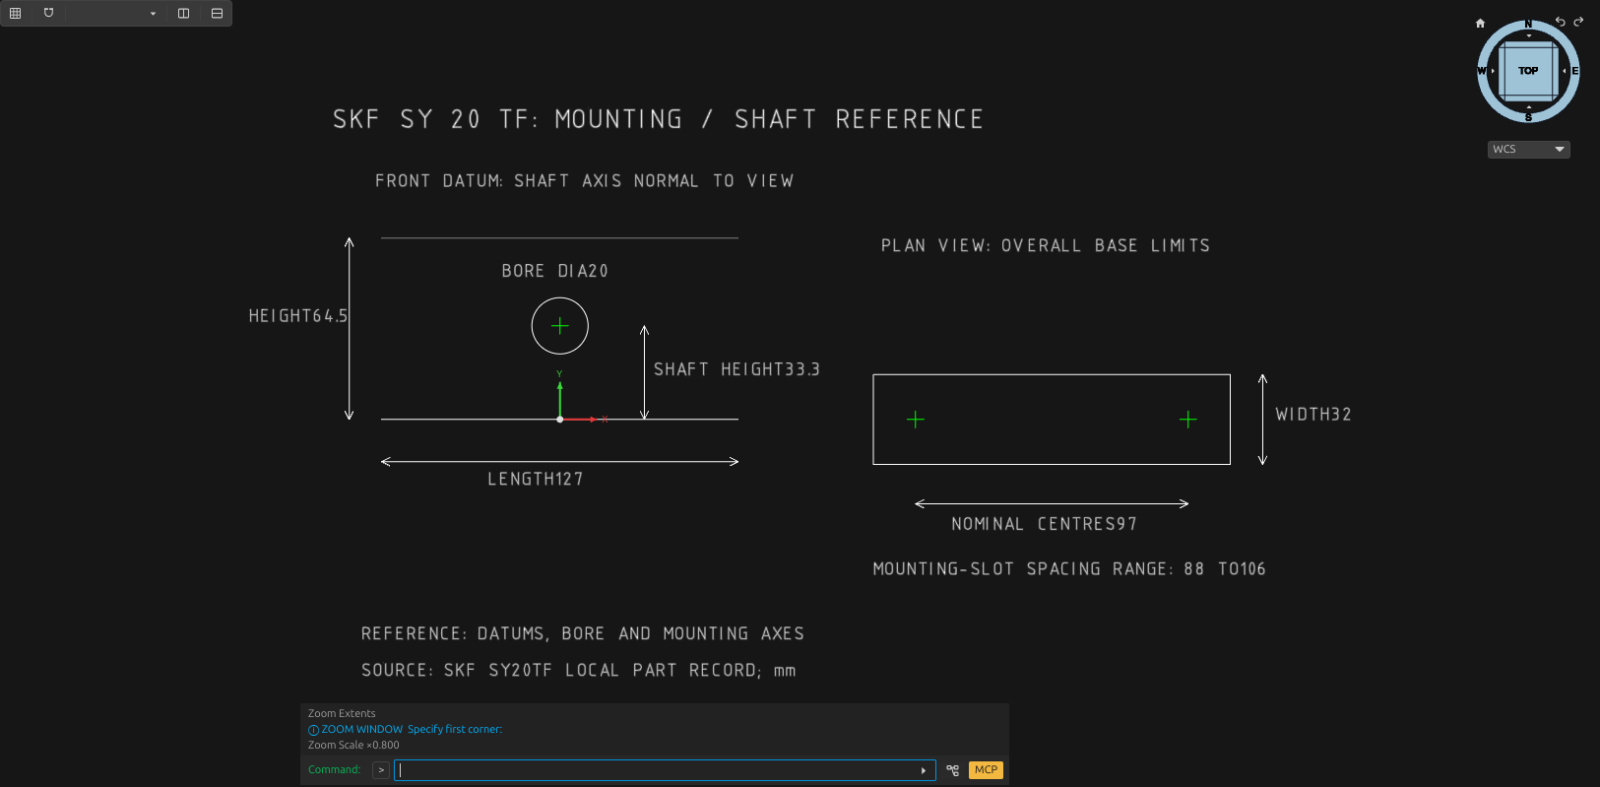 N
W
TOP
E
S
WCS
SKF SY 20 TF: MOUNTING / SHAFT REFERENCE
FRONT DATUM: SHAFT AXIS NORMAL TO VIEW
PLAN VIEW: OVERALL BASE LIMITS
BORE DIA20
HEIGHT64.5
SHAFT HEIGHT33.3
Y
X
WIDTH32
LENGTH127
NOMINAL CENTRES97
MOUNTING-SLOT SPACING RANGE: 88 TO106
REFERENCE: DATUMS, BORE AND MOUNTING AXES
SOURCE: SKF SY20TF LOCAL PART RECORD; mm
Zoom Extents
ZOOM WINDOW Specify first corner:
Zoom Scale ×0.800
Command: >
MCP